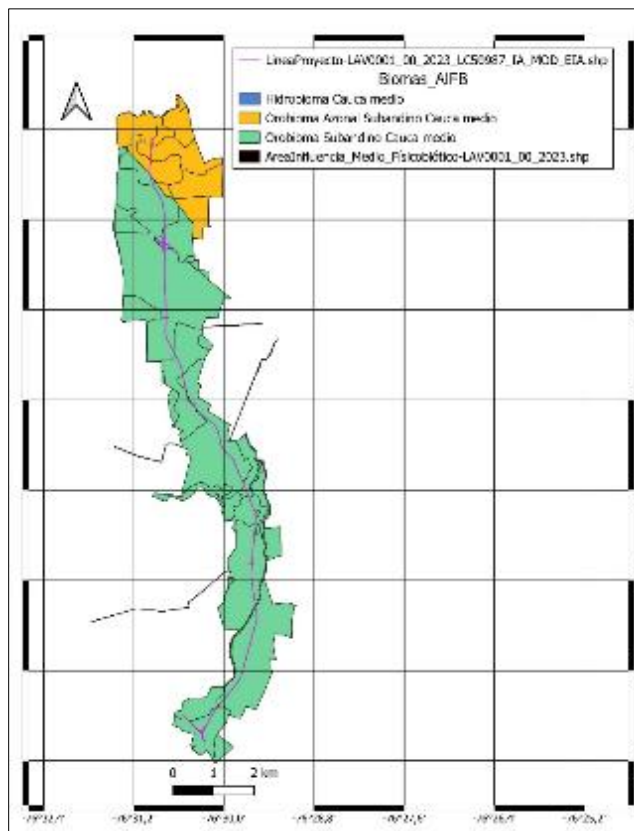 LineaProyecto-LAV0001_00_2023_LC50987_IA_MOD_EIA.shp
Biomas_AIFB
Hidrobioma Cauca medio
Orobioma Azonal Subandino Cauca medio
Orobioma Subandino Cauca medio
AreaInfluencia_Medio_Físicobiótico-LAV0001_00_2023.shp
0 1 2 km